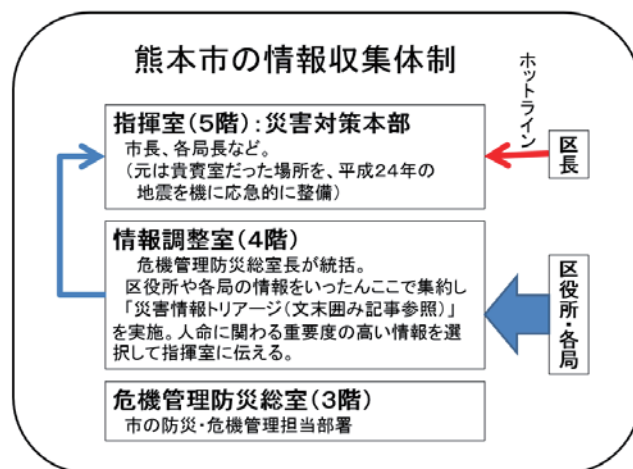 熊本市の情報収集体制
ホットライン
指揮室(5階):災害対策本部
市長、各局長など。
(元は貴賓室だった場所を、平成24年の
地震を機に応急的に整備)
区長
情報調整室(4階)
危機管理防災総室長が統括。
区役所や各局の情報をいったんここで集約し
「災害情報トリアージ(文末囲み記事参照)」
を実施。人命に関わる重要度の高い情報を選
択して指揮室に伝える。
区役所・各局
危機管理防災総室(3階)
市の防災・危機管理担当部署